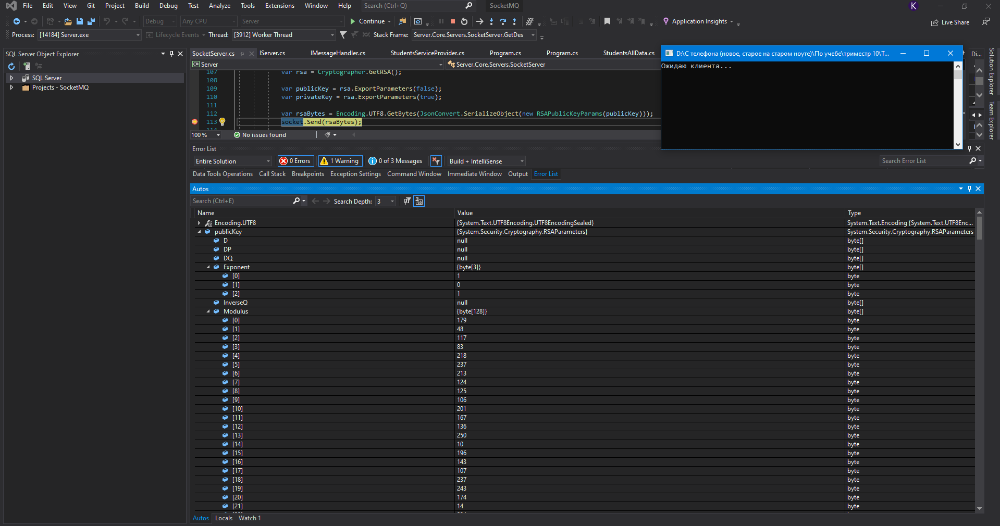 File Edit View Git Project Build Debug Test Analyze Tools Extensions Window Help Search (Ctrl+Q) SocketMQ K
Debug Any CPU Server Continue Application Insights Live Share
Process: [14184] Server.exe Lifecycle Events Thread: [3912] Worker Thread Stack Frame: Server.Core.Servers.SocketServer.GetDes
SQL Server Object Explorer
SQL Server
Projects - SocketMQ
SocketServer.cs IServer.cs IMessageHandler.cs StudentsServiceProvider.cs Program.cs Program.cs StudentsAllData.cs
Server Server.Core.Servers.SocketServer
107 var rsa = Cryptographer.GetRSA();
108
109 var publicKey = rsa.ExportParameters(false);
110 var privateKey = rsa.ExportParameters(true);
111
112 var rsaBytes = Encoding.UTF8.GetBytes(JsonConvert.SerializeObject(new RSAPublicKeyParams(publicKey)));
113 socket.Send(rsaBytes);
114
100 % No issues found
D:\С телефона (новое, старое на старом ноуте)\По учебе\триместр 10\Т...
Ожидаю клиента...
Di...
Solution Explorer
Team Explorer
Error List
Entire Solution 0 Errors 1 Warning 0 of 3 Messages Build + IntelliSense Search Error List
Data Tools Operations Call Stack Breakpoints Exception Settings Command Window Immediate Window Output Error List
Autos
Search (Ctrl+E) Search Depth: 3
Name Value Type
Encoding.UTF8 {System.Text.UTF8Encoding.UTF8EncodingSealed} System.Text.Encoding {System.Text.UTF8Enc...
publicKey {System.Security.Cryptography.RSAParameters} System.Security.Cryptography.RSAParameters
D null byte[]
DP null byte[]
DQ null byte[]
Exponent {byte[3]} byte[]
[0] 1 byte
[1] 0 byte
[2] 1 byte
InverseQ null byte[]
Modulus {byte[128]} byte[]
[0] 179 byte
[1] 48 byte
[2] 117 byte
[3] 83 byte
[4] 218 byte
[5] 237 byte
[6] 213 byte
[7] 124 byte
[8] 125 byte
[9] 106 byte
[10] 201 byte
[11] 167 byte
[12] 136 byte
[13] 250 byte
[14] 10 byte
[15] 196 byte
[16] 143 byte
[17] 107 byte
[18] 237 byte
[19] 243 byte
[20] 174 byte
[21] 14 byte
Autos Locals Watch 1